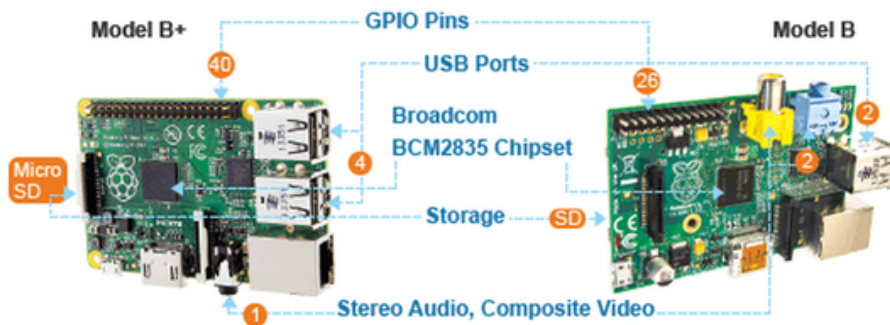 Model B+
GPIO Pins
Model B
40
USB Ports
26
2
Broadcom
BCM2835 Chipset
4
2
Micro
SD
Storage
SD
1
Stereo Audio, Composite Video